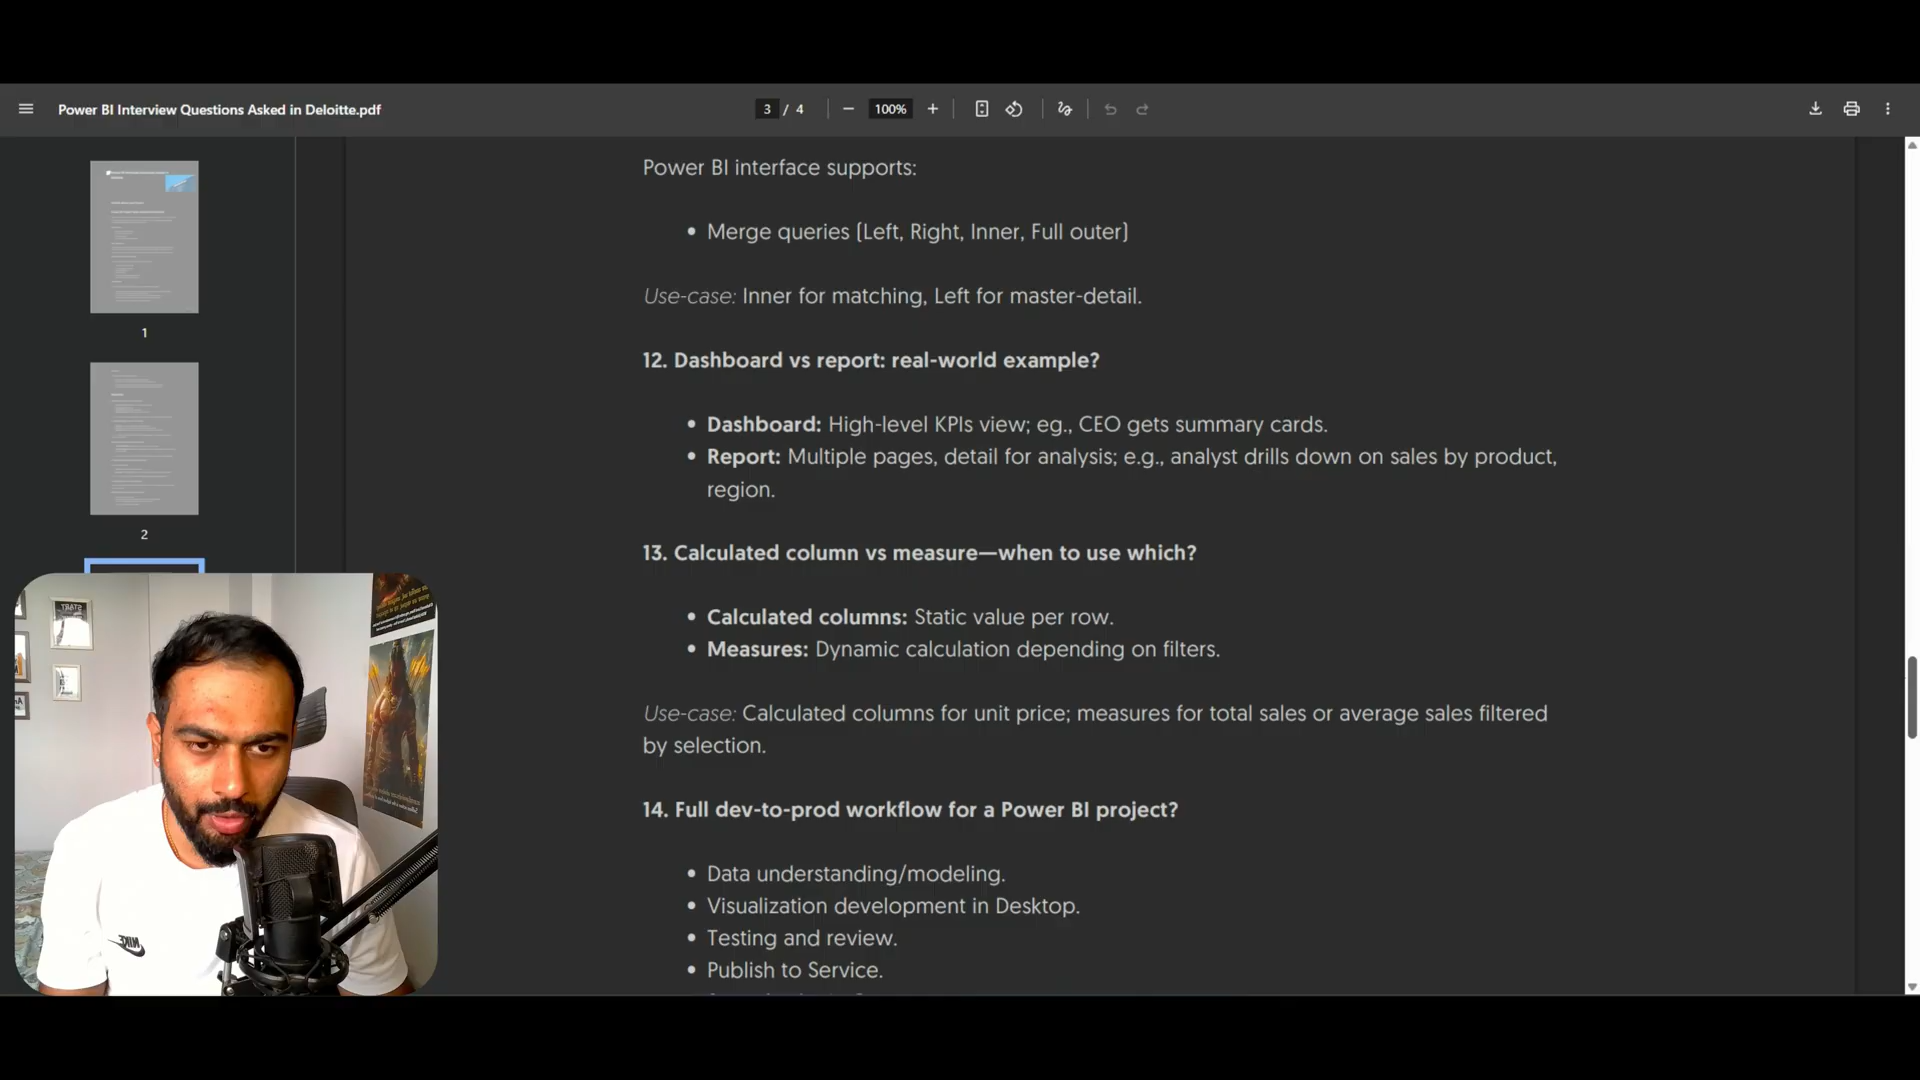 Power BI Interview Questions Asked in Deloitte.pdf
3 / 4
100%
Power BI interface supports:
• Merge queries (Left, Right, Inner, Full outer)
Use-case: Inner for matching, Left for master-detail.
12. Dashboard vs report: real-world example?
• Dashboard: High-level KPIs view; eg., CEO gets summary cards.
• Report: Multiple pages, detail for analysis; e.g., analyst drills down on sales by product,
region.
13. Calculated column vs measure—when to use which?
• Calculated columns: Static value per row.
• Measures: Dynamic calculation depending on filters.
Use-case: Calculated columns for unit price; measures for total sales or average sales filtered
by selection.
14. Full dev-to-prod workflow for a Power BI project?
• Data understanding/modeling.
• Visualization development in Desktop.
• Testing and review.
• Publish to Service.
1
2
START
NIKE